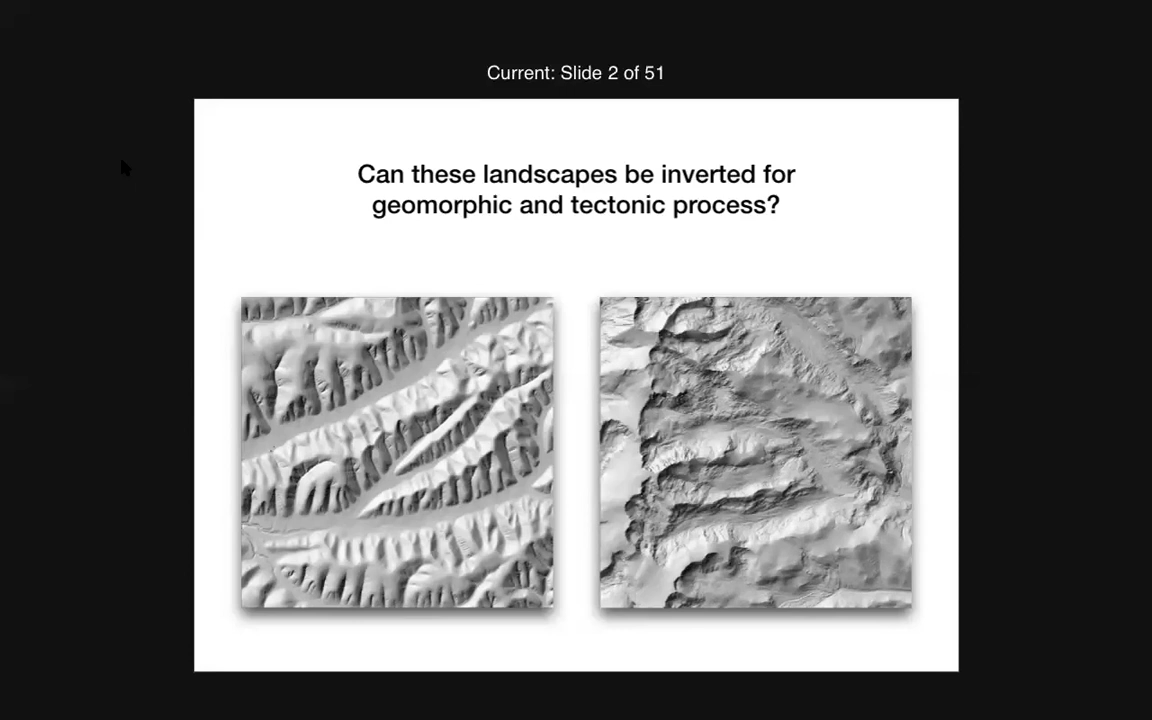 Current: Slide 2 of 51
Can these landscapes be inverted for
geomorphic and tectonic process?